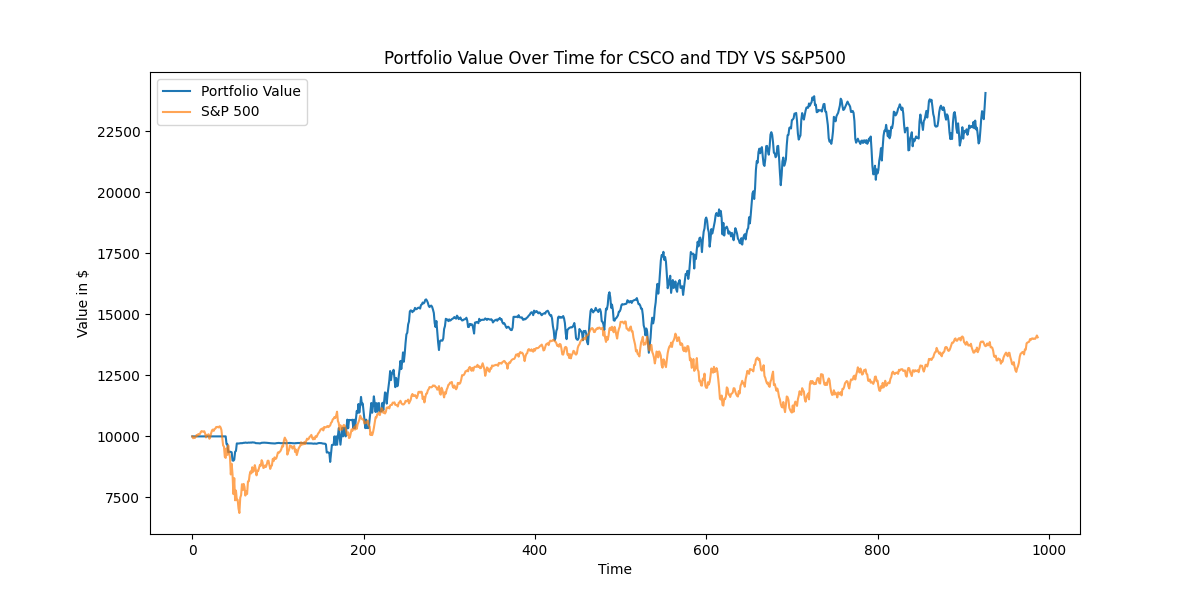 Portfolio Value Over Time for CSCO and TDY VS S&P500
Portfolio Value
S&P 500
Value in $
22500
20000
17500
15000
12500
10000
7500
0 200 400 600 800 1000
Time